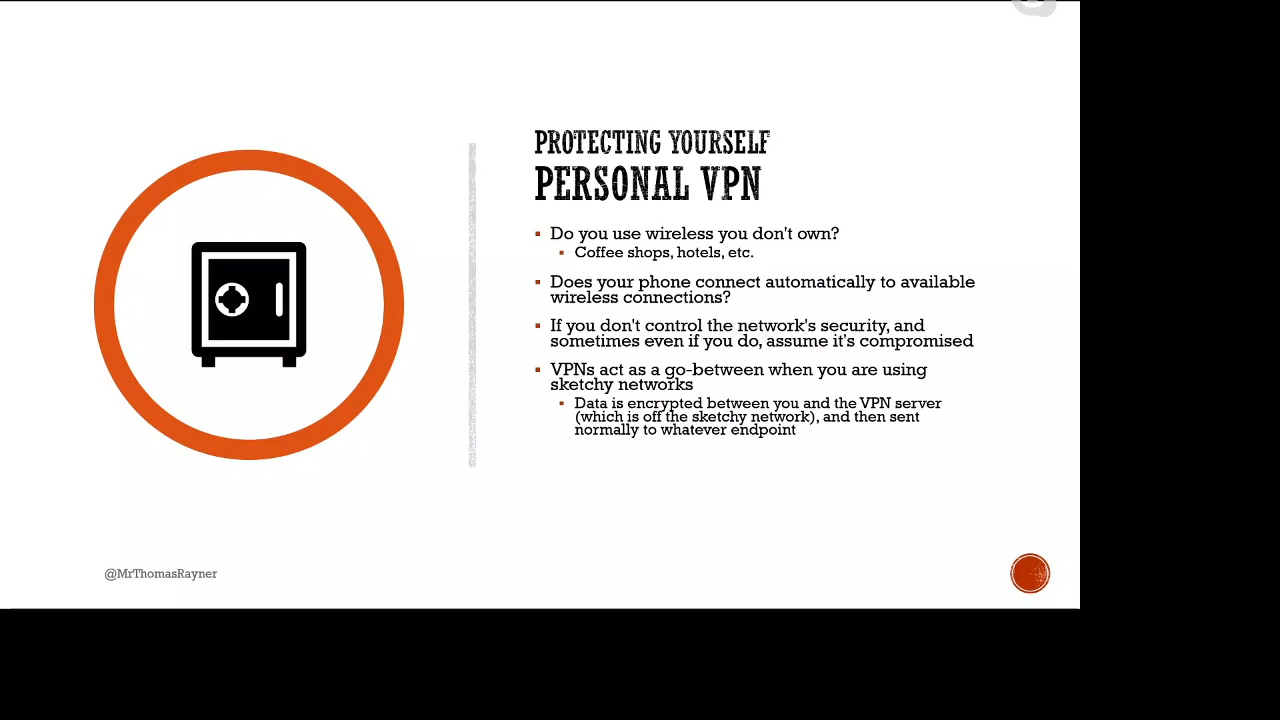 PROTECTING YOURSELF
PERSONAL VPN
Do you use wireless you don't own?
Coffee shops, hotels, etc.
Does your phone connect automatically to available
wireless connections?
If you don't control the network's security, and
sometimes even if you do, assume it's compromised
VPNs act as a go-between when you are using
sketchy networks
Data is encrypted between you and the VPN server
(which is off the sketchy network), and then sent
normally to whatever endpoint
@MrThomasRayner